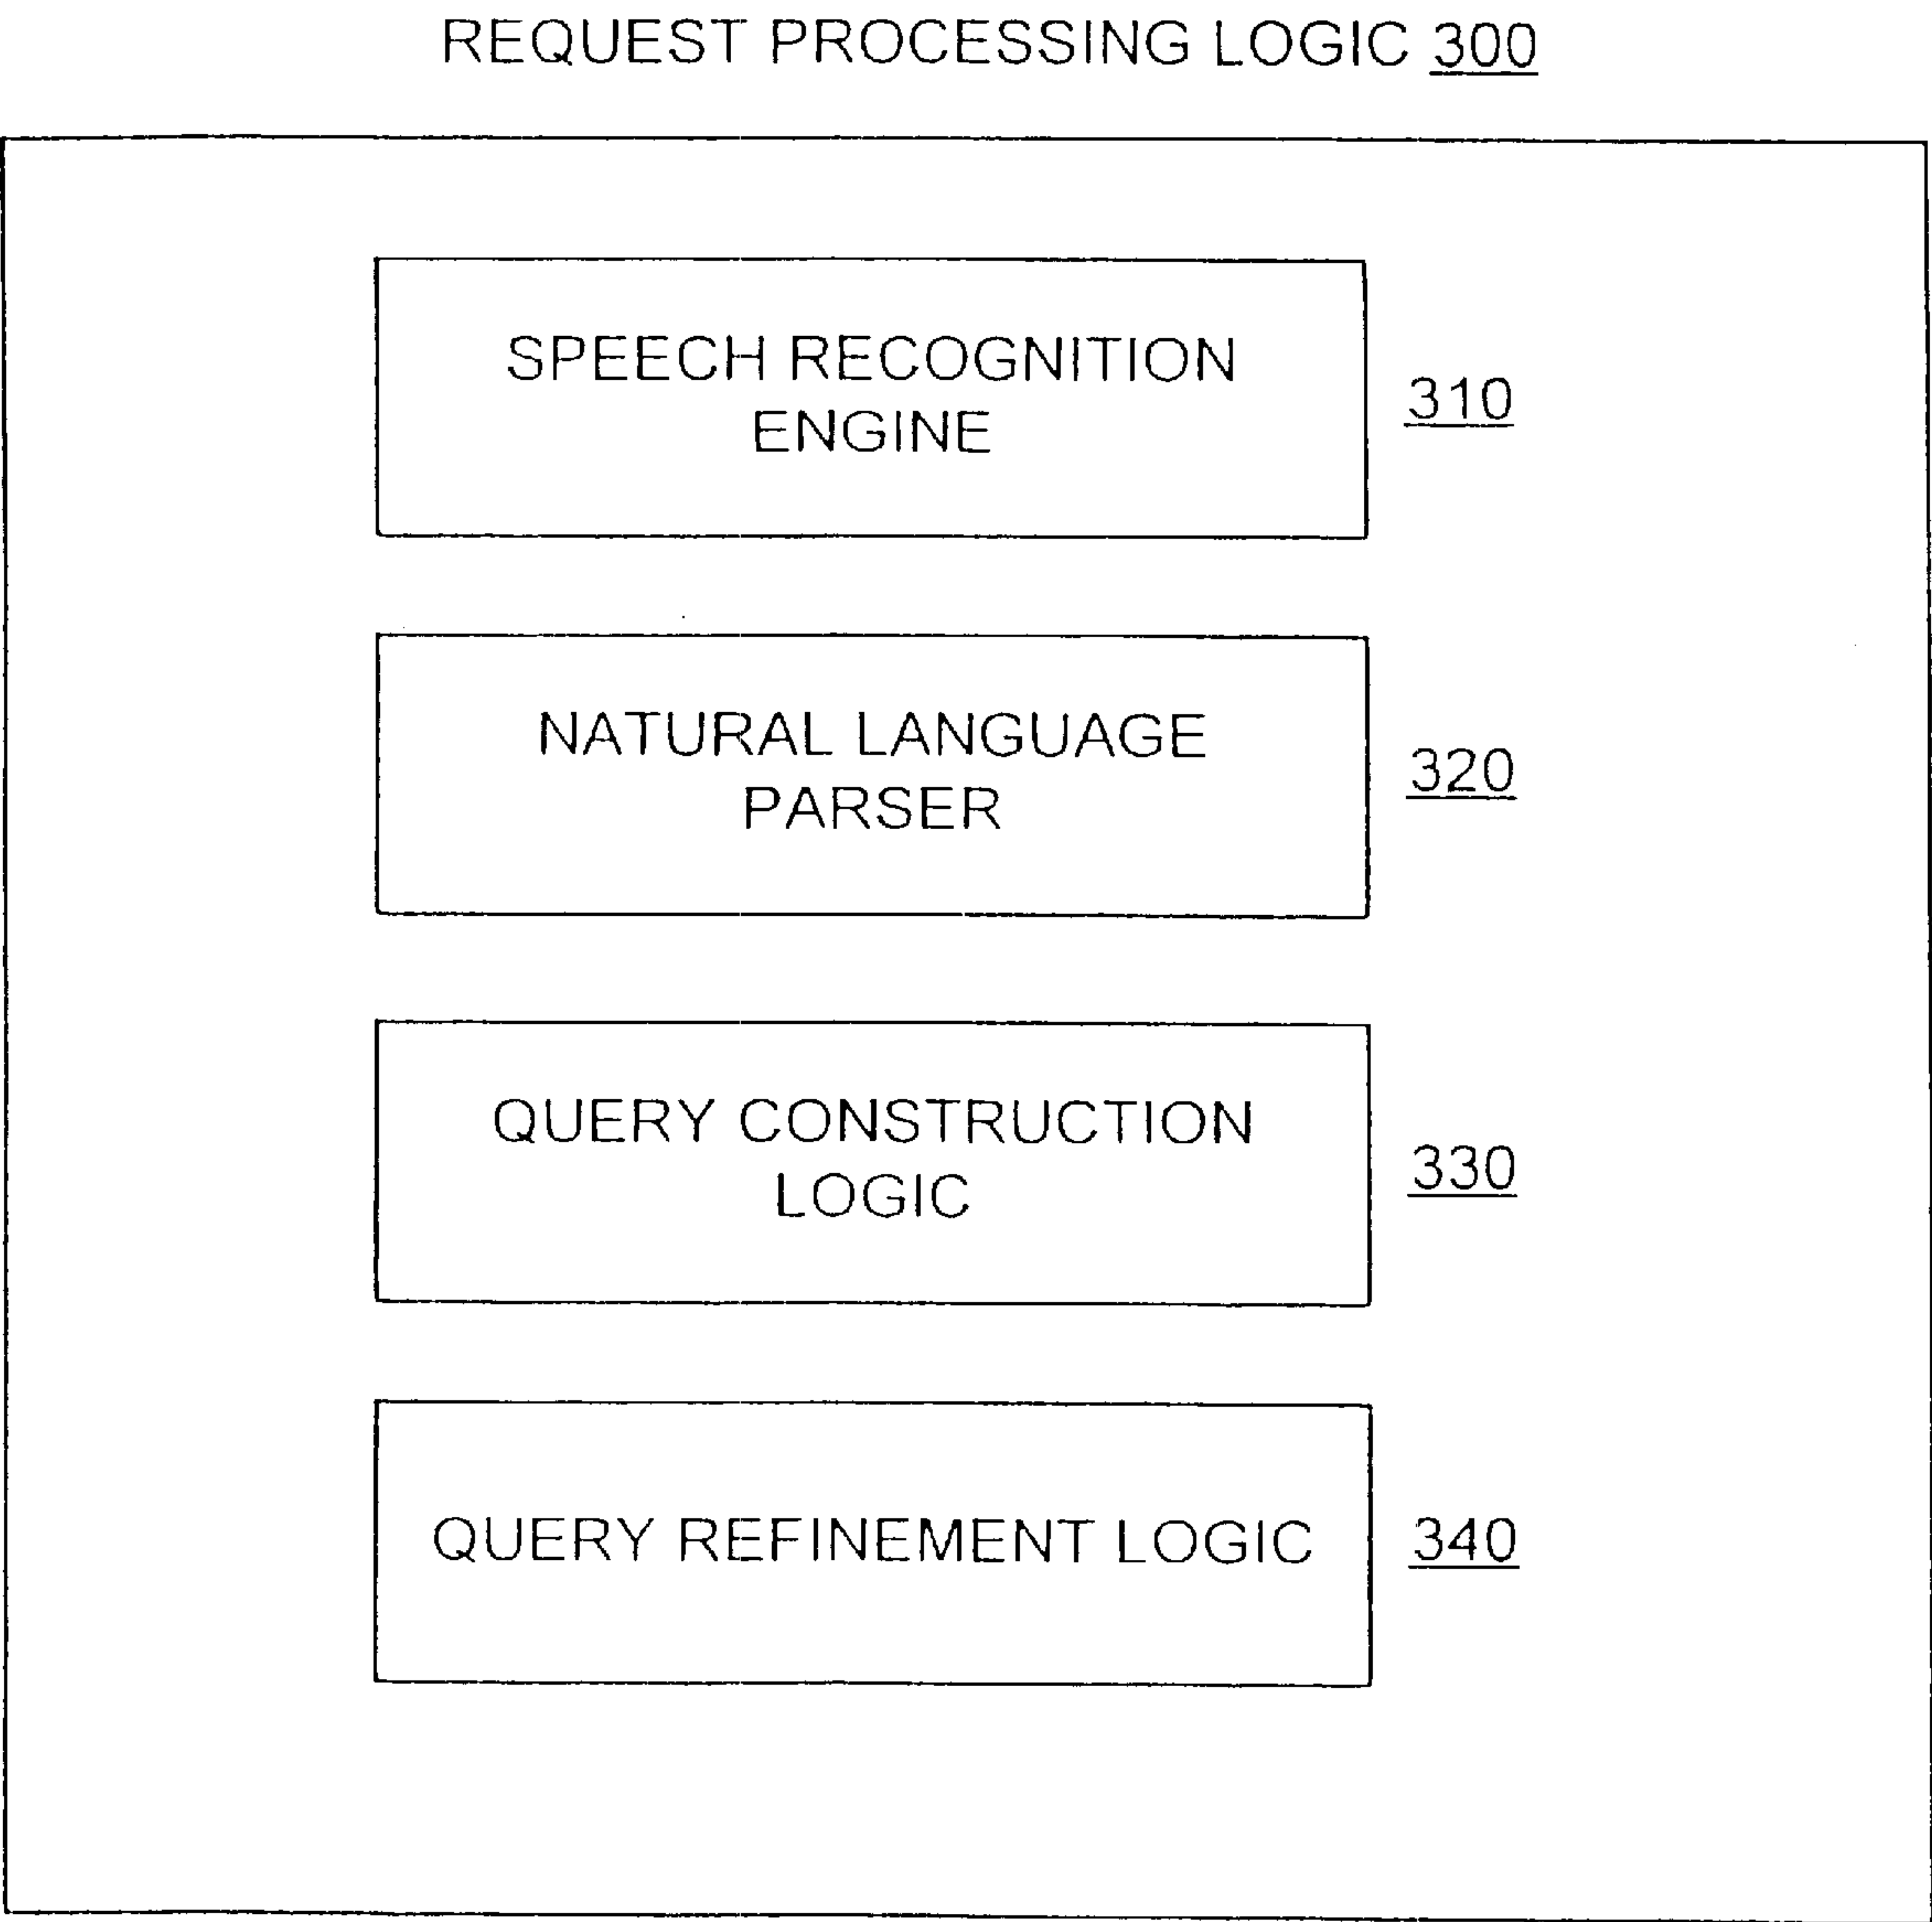 REQUEST PROCESSING LOGIC 300
SPEECH RECOGNITION
ENGINE
310
NATURAL LANGUAGE
PARSER
320
QUERY CONSTRUCTION
LOGIC
330
QUERY REFINEMENT LOGIC
340